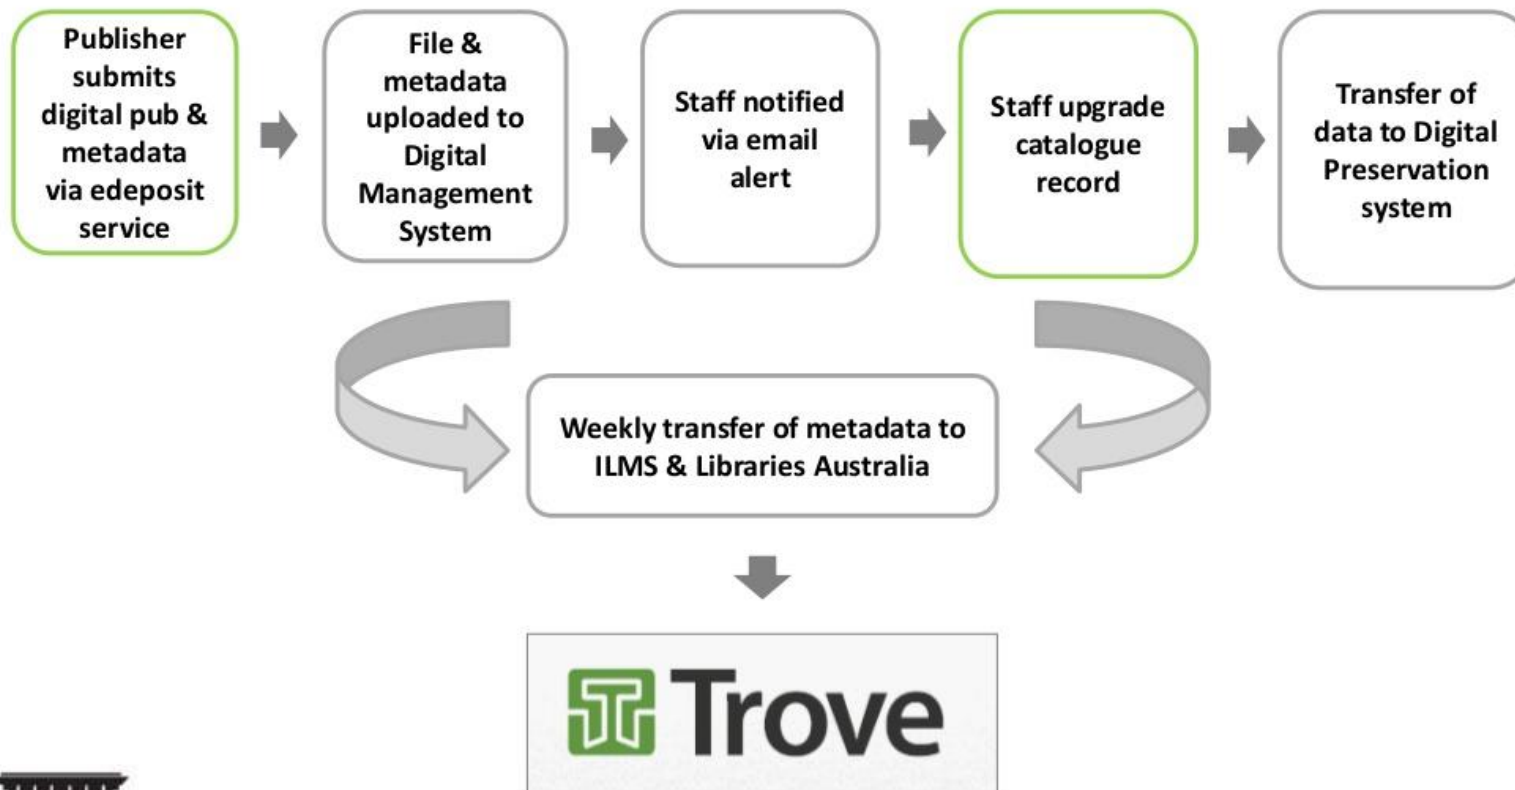 Publisher
submits
digital pub &
metadata
via edeposit
service
File &
metadata
uploaded to
Digital
Management
System
Staff notified
via email
alert
Staff upgrade
catalogue
record
Transfer of
data to Digital
Preservation
system
Weekly transfer of metadata to
ILMS & Libraries Australia
Trove